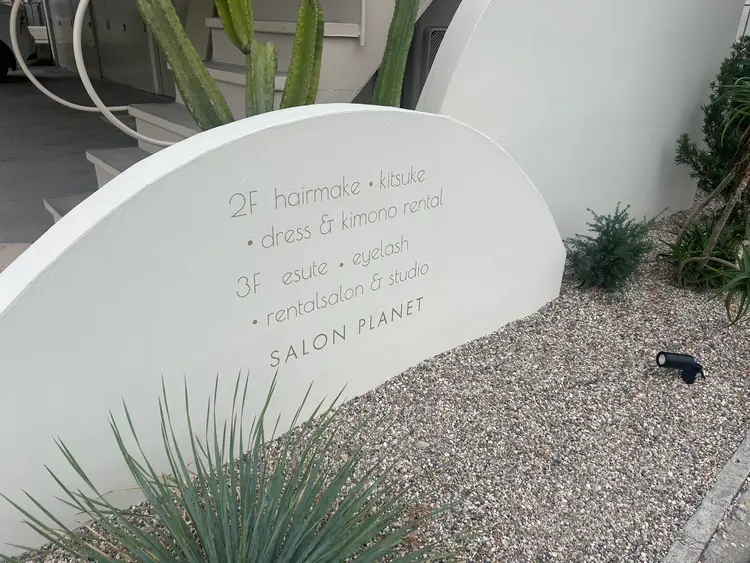 2F hairmake • kitsuke
• dress & kimono rental
3F esute • eyelash
• rentalsalon & studio
SALON PLANET